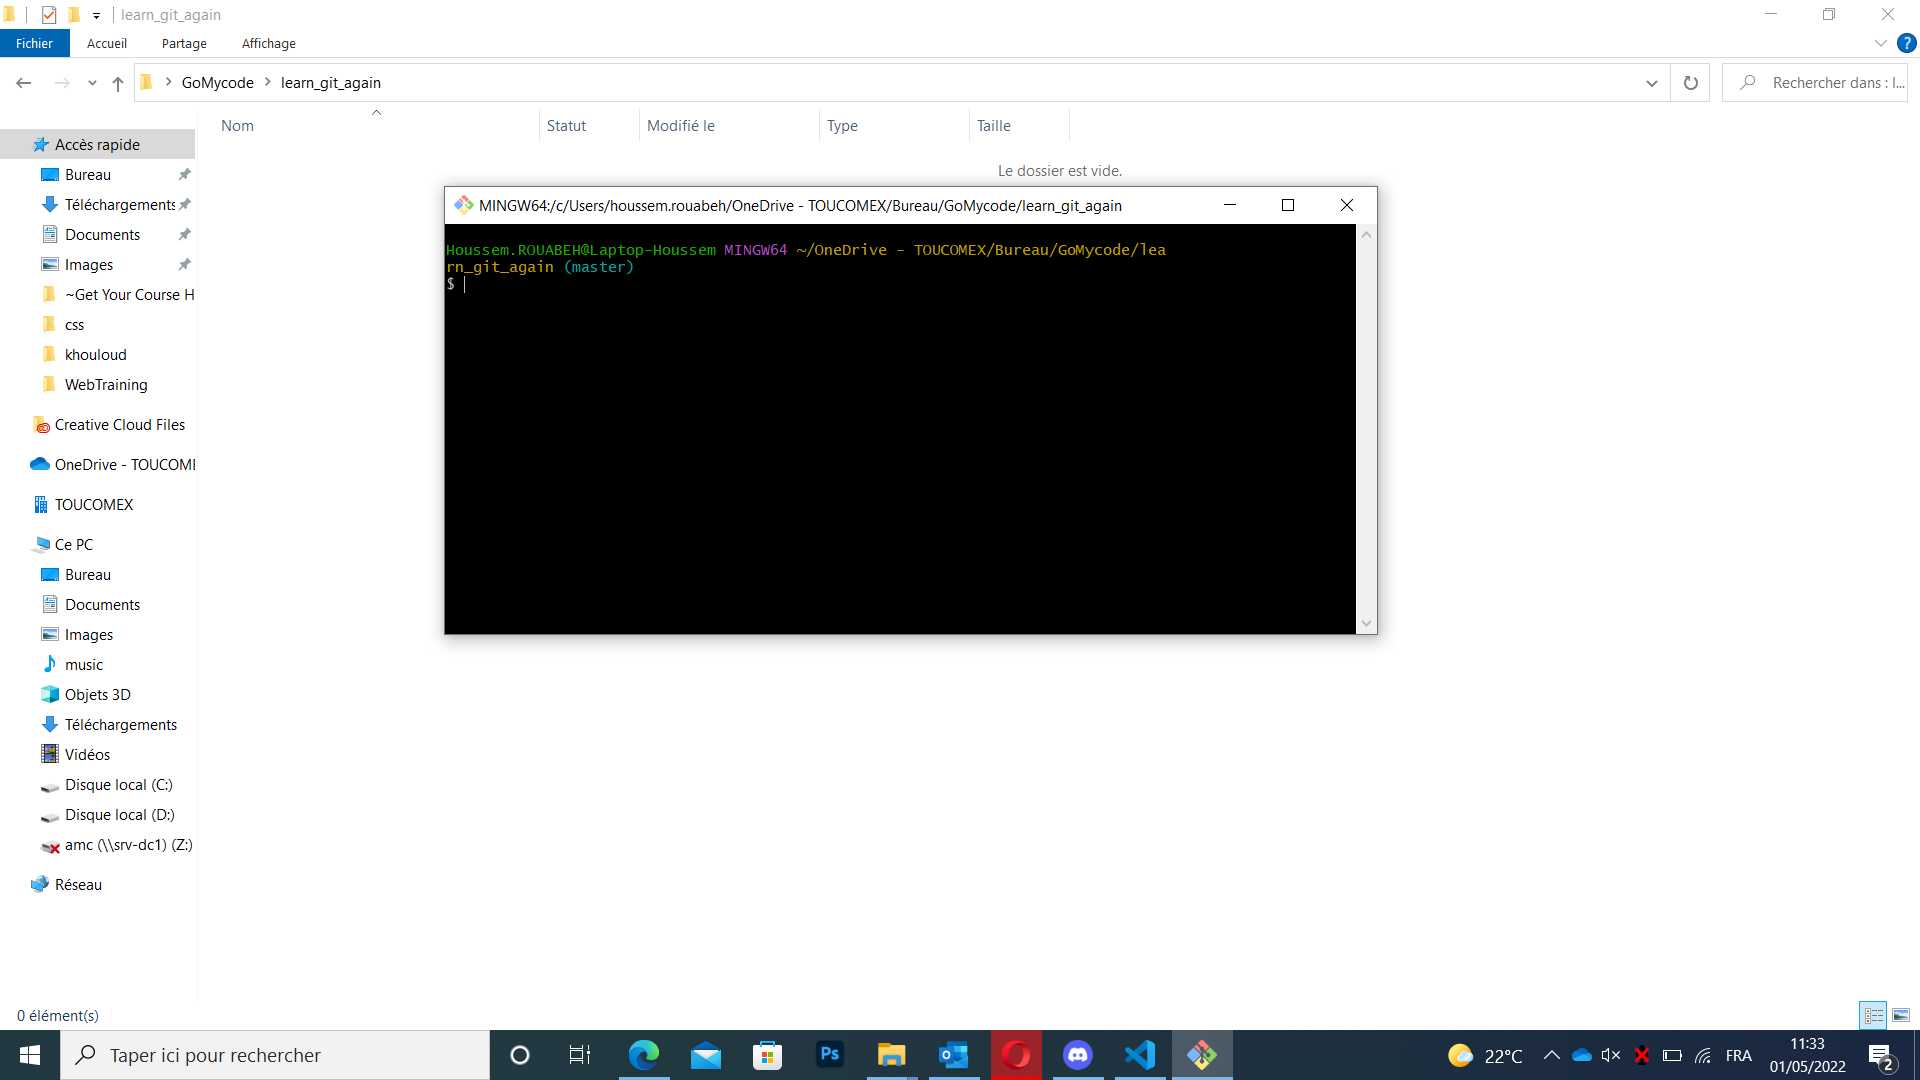 learn_git_again
Fichier Accueil Partage Affichage
?
GoMycode > learn_git_again
Rechercher dans : l...
Nom Statut Modifié le Type Taille
Le dossier est vide.
Accès rapide
Bureau
Téléchargements
Documents
Images
~Get Your Course H
css
khouloud
WebTraining
Creative Cloud Files
OneDrive - TOUCOME
TOUCOMEX
Ce PC
Bureau
Documents
Images
music
Objets 3D
Téléchargements
Vidéos
Disque local (C:)
Disque local (D:)
amc (\\srv-dc1) (Z:)
Réseau
MINGW64:/c/Users/houssem.rouabeh/OneDrive - TOUCOMEX/Bureau/GoMycode/learn_git_again
Houssem.ROUABEH@Laptop-Houssem MINGW64 ~/OneDrive - TOUCOMEX/Bureau/GoMycode/lea
rn_git_again (master)
$
0 élément(s)
Taper ici pour rechercher
Ps
22°C
FRA
11:33
01/05/2022
2